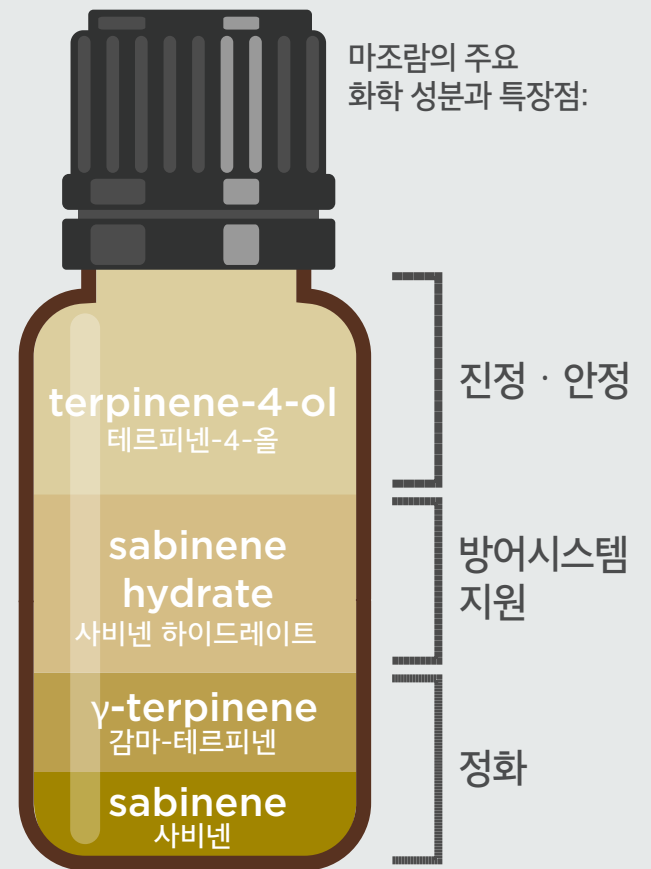 마조람의 주요
화학 성분과 특장점:
terpinene-4-ol
테르피넨-4-올
진정 · 안정
sabinene
hydrate
사비넨 하이드레이트
방어시스템
지원
γ-terpinene
감마-테르피넨
sabinene
사비넨
정화